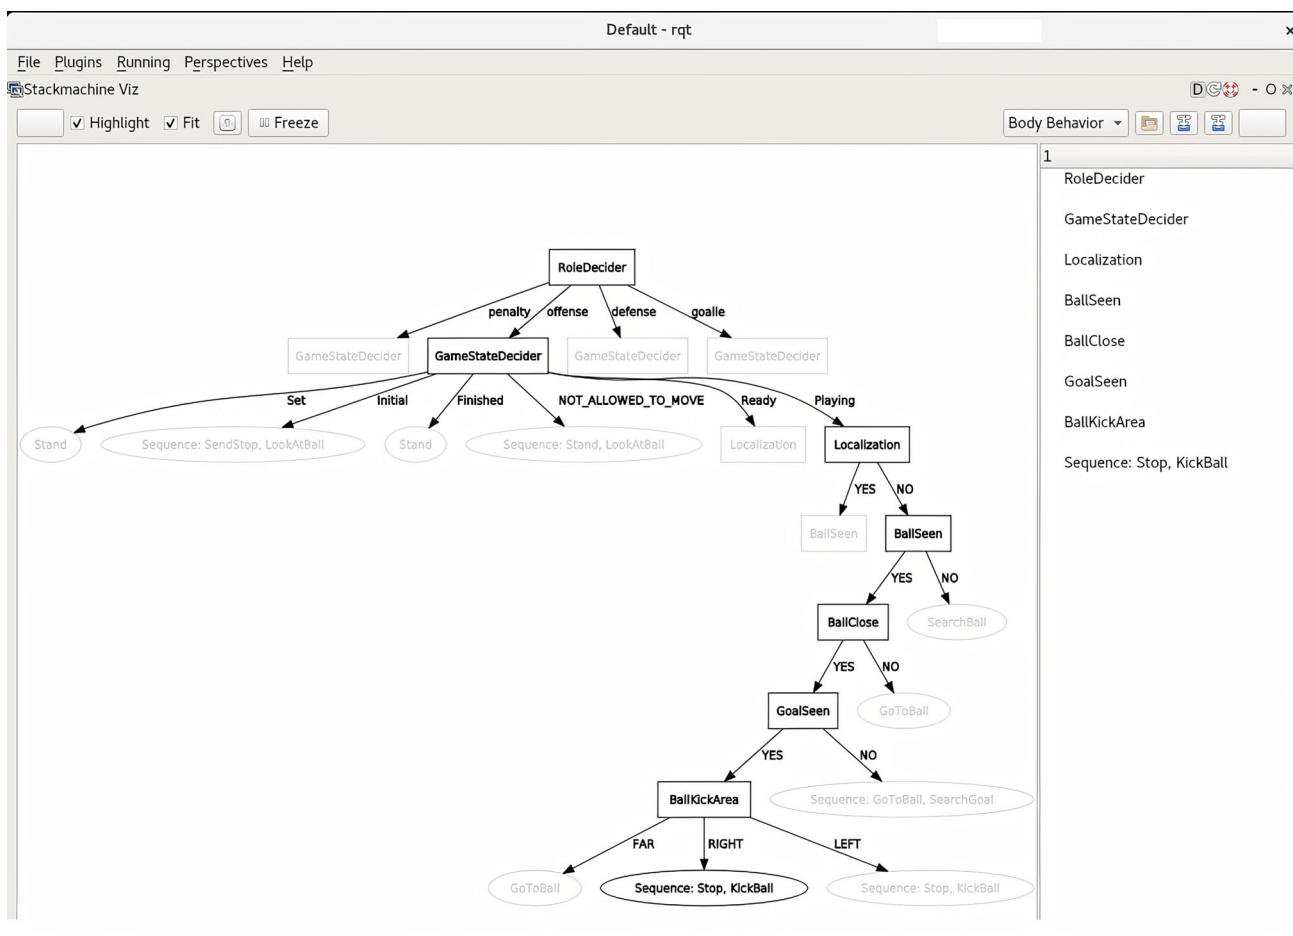 Default - rqt
File Plugins Running Perspectives Help
Stackmachine Viz
D C - O
Highlight Fit Freeze Body Behavior
1
RoleDecider
GameStateDecider
Localization
BallSeen
BallClose
GoalSeen
BallKickArea
Sequence: Stop, KickBall
RoleDecider
penalty offense defense goalie
GameStateDecider GameStateDecider GameStateDecider GameStateDecider
Set Initial Finished NOT_ALLOWED_TO_MOVE Ready Playing
Stand Sequence: SendStop, LookAtBall Stand Sequence: Stand, LookAtBall Localization Localization
YES NO
BallSeen BallSeen
YES NO
BallClose SearchBall
YES NO
GoalSeen GoToBall
YES NO
BallKickArea Sequence: GoToBall, SearchGoal
FAR RIGHT LEFT
GoToBall Sequence: Stop, KickBall Sequence: Stop, KickBall